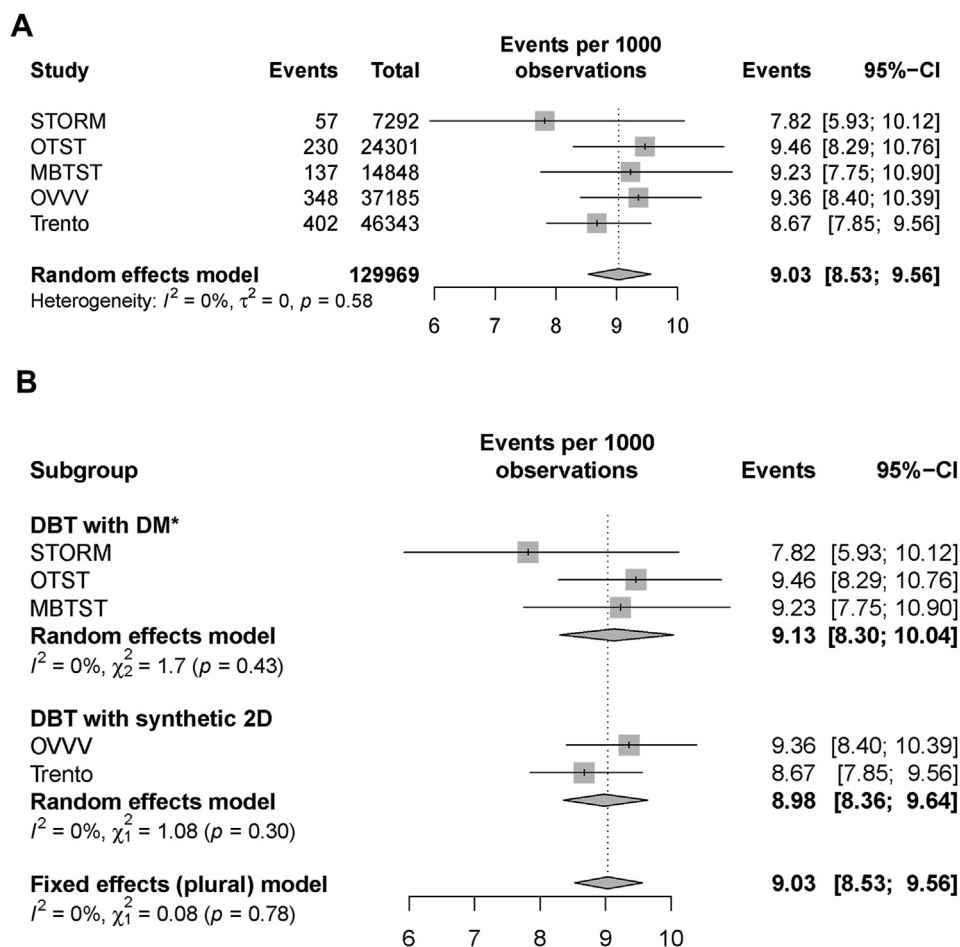 A
Events per 1000
Study Events Total observations Events 95%−CI
STORM 57 7292 7.82 [5.93; 10.12]
OTST 230 24301 9.46 [8.29; 10.76]
MBTST 137 14848 9.23 [7.75; 10.90]
OVVV 348 37185 9.36 [8.40; 10.39]
Trento 402 46343 8.67 [7.85; 9.56]
Random effects model 129969 9.03 [8.53; 9.56]
Heterogeneity: I² = 0%, τ² = 0, p = 0.58
6 7 8 9 10
B
Events per 1000
Subgroup observations Events 95%−CI
DBT with DM*
STORM 7.82 [5.93; 10.12]
OTST 9.46 [8.29; 10.76]
MBTST 9.23 [7.75; 10.90]
Random effects model 9.13 [8.30; 10.04]
I² = 0%, χ²₂ = 1.7 (p = 0.43)
DBT with synthetic 2D
OVVV 9.36 [8.40; 10.39]
Trento 8.67 [7.85; 9.56]
Random effects model 8.98 [8.36; 9.64]
I² = 0%, χ²₁ = 1.08 (p = 0.30)
Fixed effects (plural) model 9.03 [8.53; 9.56]
I² = 0%, χ²₁ = 0.08 (p = 0.78)
6 7 8 9 10